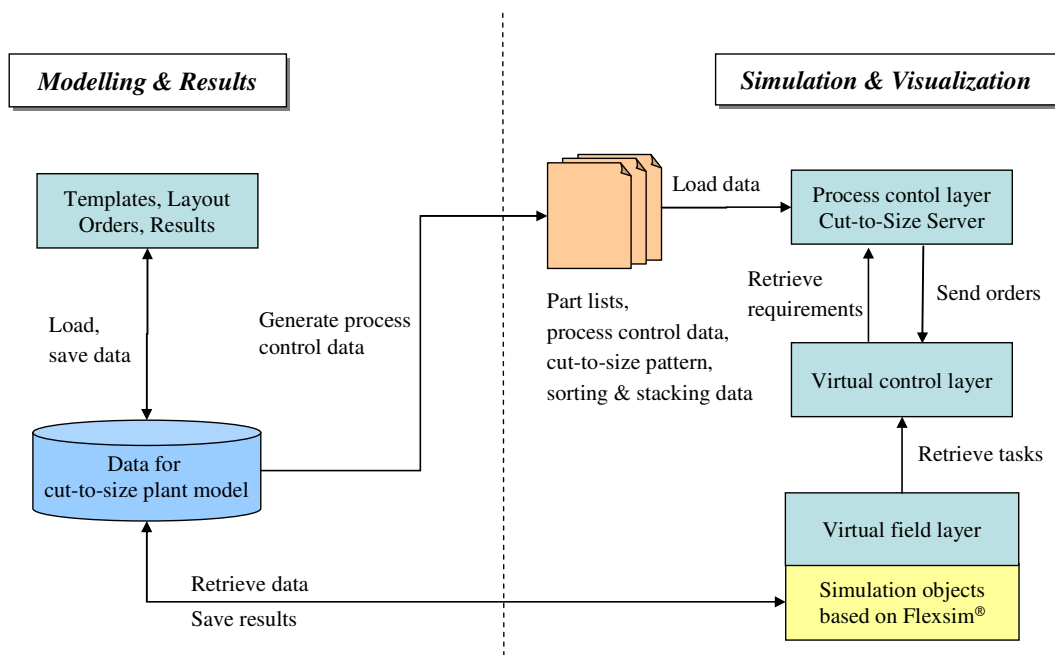 Modelling & Results
Simulation & Visualization
Templates, Layout
Orders, Results
Load,
save data
Generate process
control data
Data for
cut-to-size plant model
Retrieve data
Save results
Load data
Part lists,
process control data,
cut-to-size pattern,
sorting & stacking data
Process contol layer
Cut-to-Size Server
Retrieve
requirements
Send orders
Virtual control layer
Retrieve tasks
Virtual field layer
Simulation objects
based on Flexsim®